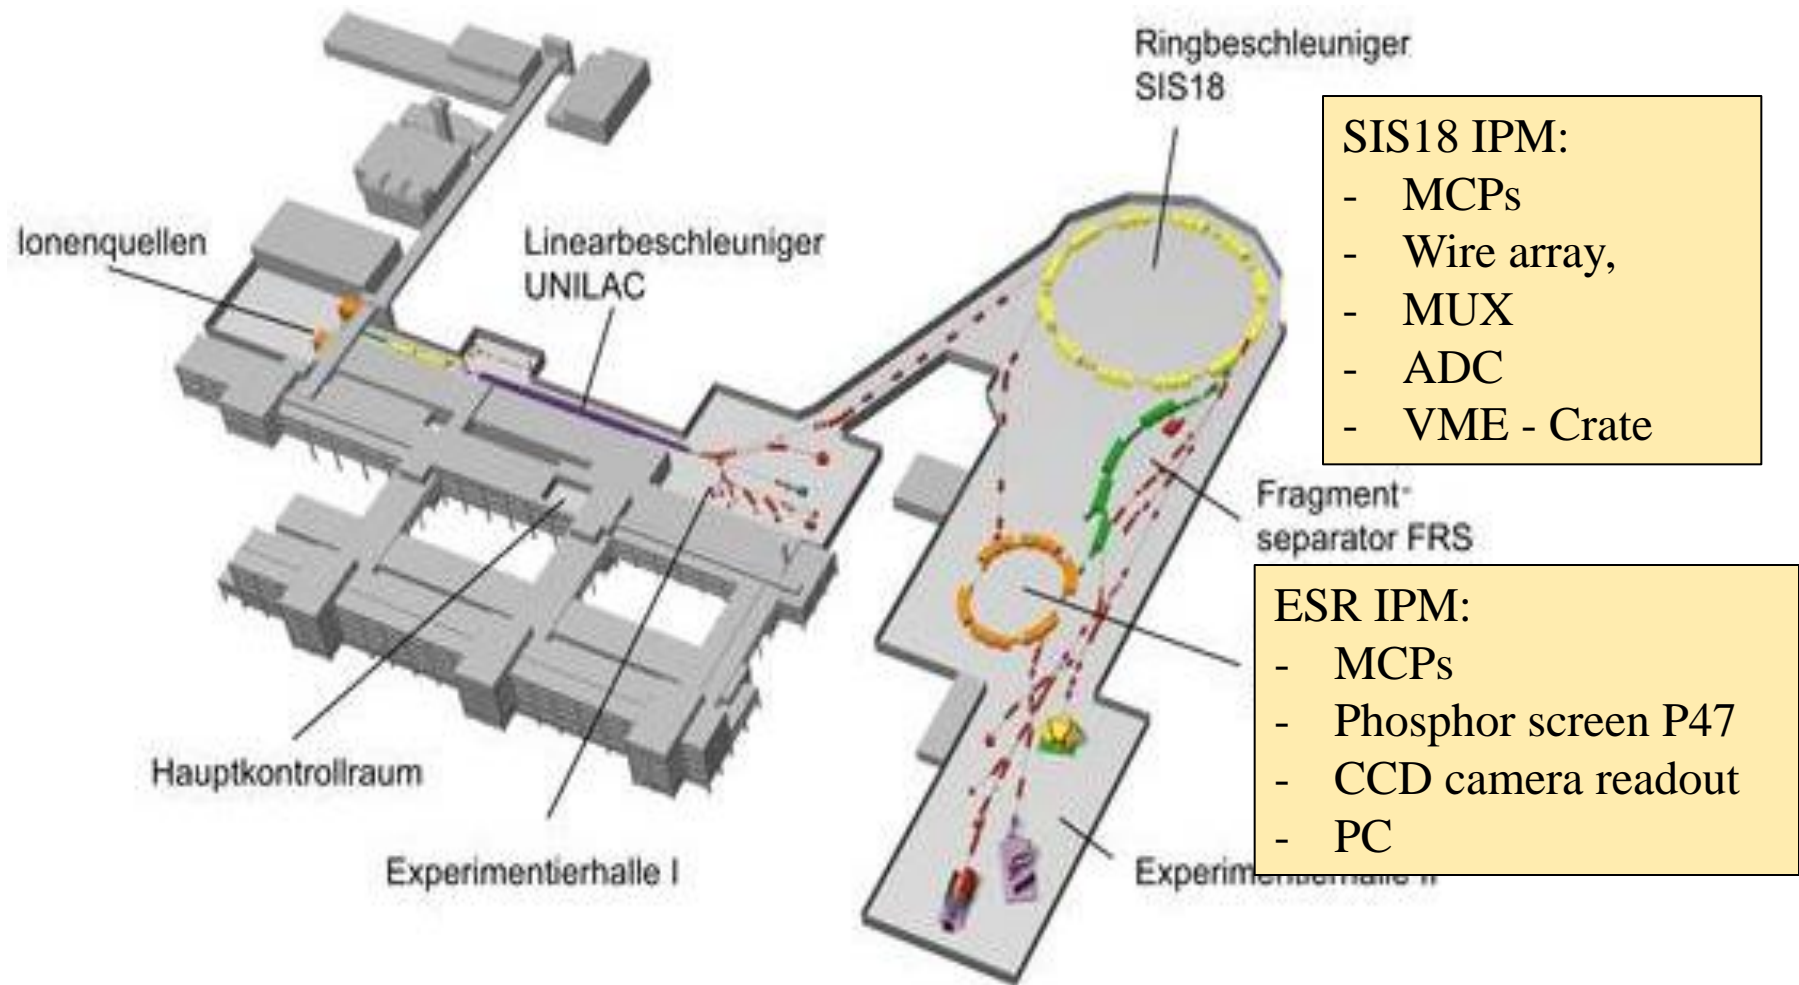 Ringbeschleuniger
SIS18
SIS18 IPM:
- MCPs
- Wire array,
- MUX
- ADC
- VME - Crate
Ionenquellen
Linearbeschleuniger
UNILAC
Fragment-
separator FRS
ESR IPM:
- MCPs
- Phosphor screen P47
- CCD camera readout
- PC
Hauptkontrollraum
Experimentierhalle I